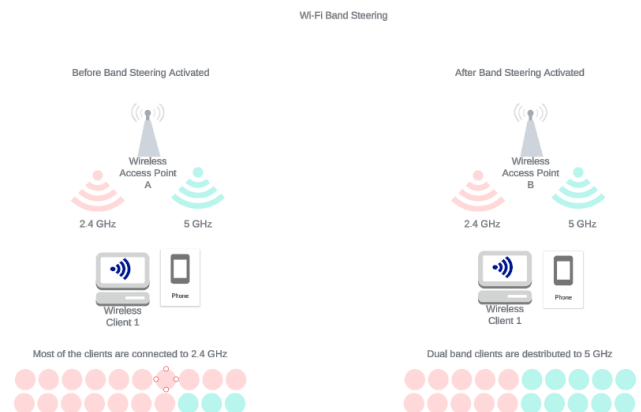 Wi-Fi Band Steering
Before Band Steering Activated
Wireless
Access Point
A
2.4 GHz
5 GHz
Phone
Wireless
Client 1
Most of the clients are connected to 2.4 GHz
After Band Steering Activated
Wireless
Access Point
B
2.4 GHz
5 GHz
Phone
Wireless
Client 1
Dual band clients are destributed to 5 GHz